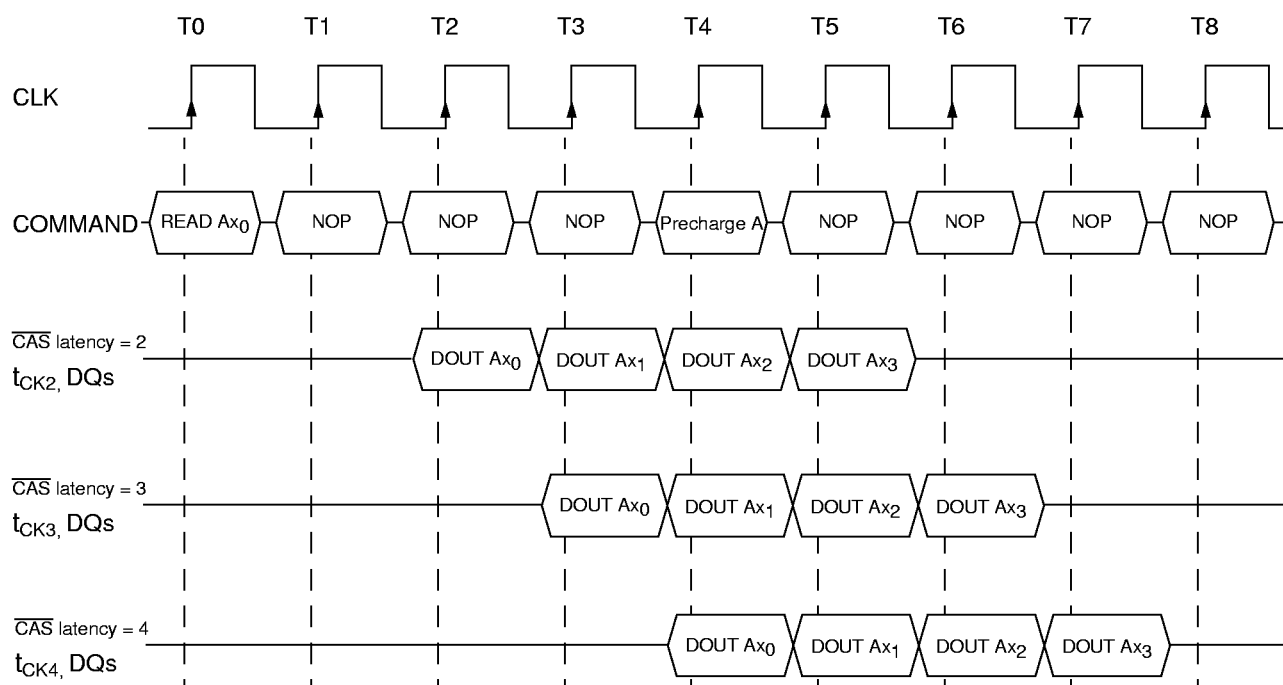 T0 T1 T2 T3 T4 T5 T6 T7 T8
CLK
COMMAND READ Ax0 NOP NOP NOP Precharge A NOP NOP NOP NOP
CAS latency = 2
tCK2, DQs DOUT Ax0 DOUT Ax1 DOUT Ax2 DOUT Ax3
CAS latency = 3
tCK3, DQs DOUT Ax0 DOUT Ax1 DOUT Ax2 DOUT Ax3
CAS latency = 4
tCK4, DQs DOUT Ax0 DOUT Ax1 DOUT Ax2 DOUT Ax3